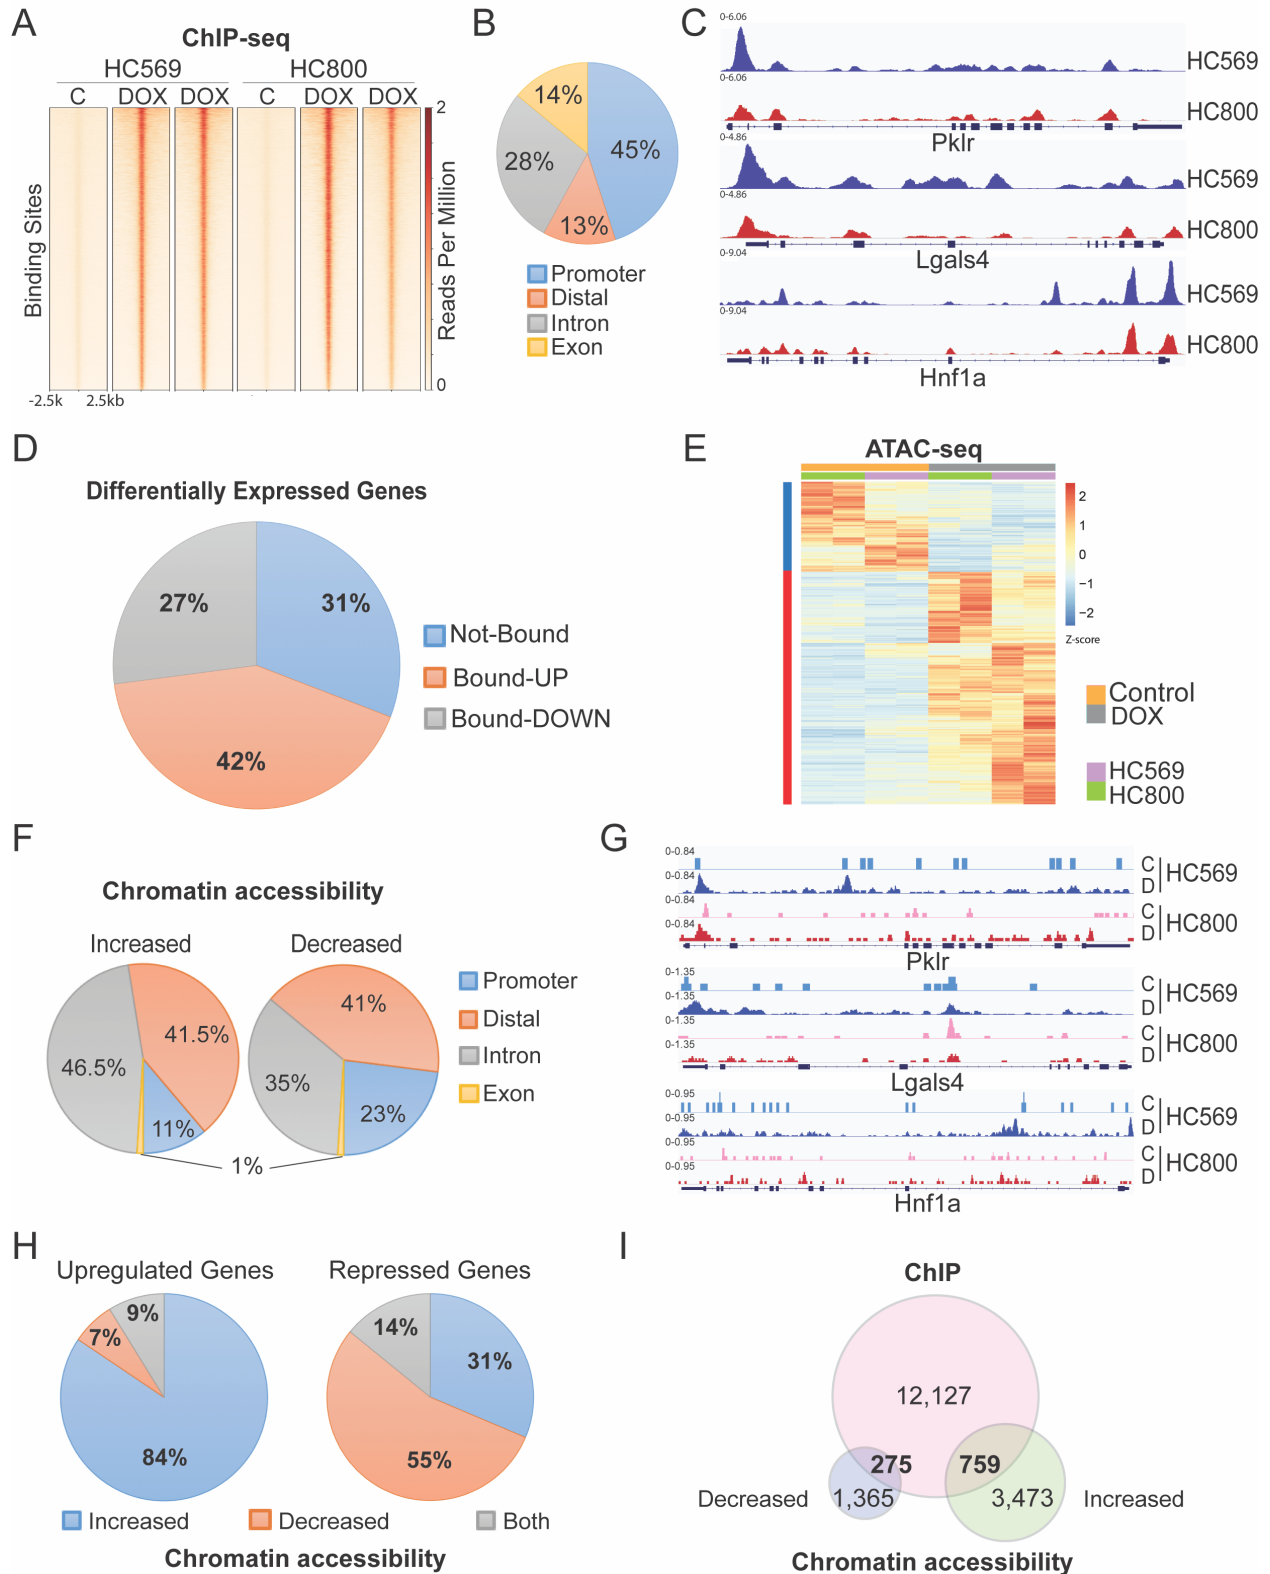 A
ChIP-seq
HC569 HC800
C DOX DOX C DOX DOX
Binding Sites
2
Reads Per Million
0
-2.5k 2.5kb
B
14%
45%
28%
13%
Promoter
Distal
Intron
Exon
C
0-6.06
HC569
0-6.06
HC800
Pklr
0-4.86
HC569
0-4.86
HC800
Lgals4
0-9.04
HC569
0-9.04
HC800
Hnf1a
D
Differentially Expressed Genes
27% 31%
42%
Not-Bound
Bound-UP
Bound-DOWN
E
ATAC-seq
2
1
0
−1
−2
Z-score
Control
DOX
HC569
HC800
F
Chromatin accessibility
Increased Decreased
41.5%
46.5%
11%
41%
35%
23%
1%
Promoter
Distal
Intron
Exon
G
0-0.84
C
0-0.84
D
HC569
0-0.84
C
0-0.84
D
HC800
Pklr
0-1.35
C
0-1.35
D
HC569
0-1.35
C
0-1.35
D
HC800
Lgals4
0-0.95
C
0-0.95
D
HC569
0-0.95
C
0-0.95
D
HC800
Hnf1a
H
Upregulated Genes Repressed Genes
9%
7%
84%
14%
31%
55%
Increased Decreased Both
Chromatin accessibility
I
ChIP
12,127
275 759
Decreased 1,365 3,473 Increased
Chromatin accessibility